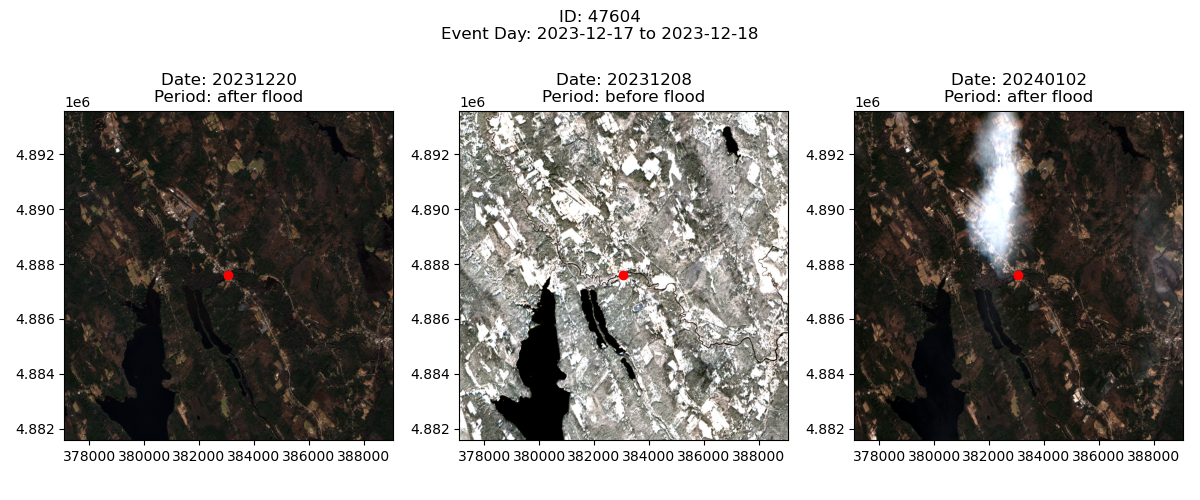 ID: 47604
Event Day: 2023-12-17 to 2023-12-18
Date: 20231220
Period: after flood
1e6
4.892
4.890
4.888
4.886
4.884
4.882
378000 380000 382000 384000 386000 388000
Date: 20231208
Period: before flood
1e6
4.892
4.890
4.888
4.886
4.884
4.882
378000 380000 382000 384000 386000 388000
Date: 20240102
Period: after flood
1e6
4.892
4.890
4.888
4.886
4.884
4.882
378000 380000 382000 384000 386000 388000